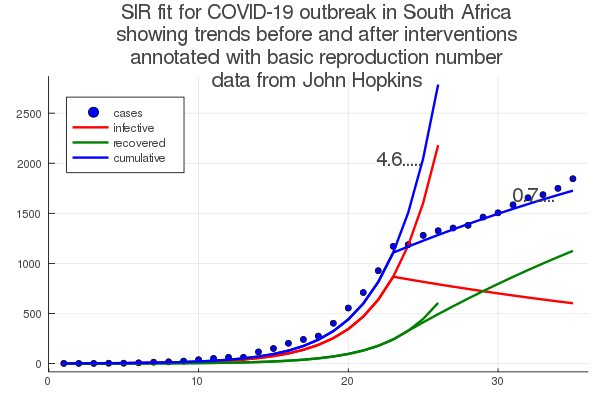 SIR fit for COVID-19 outbreak in South Africa
showing trends before and after interventions
annotated with basic reproduction number
data from John Hopkins
cases
infective
recovered
cumulative
4.6.....
0.7....
2500
2000
1500
1000
500
0
0 10 20 30